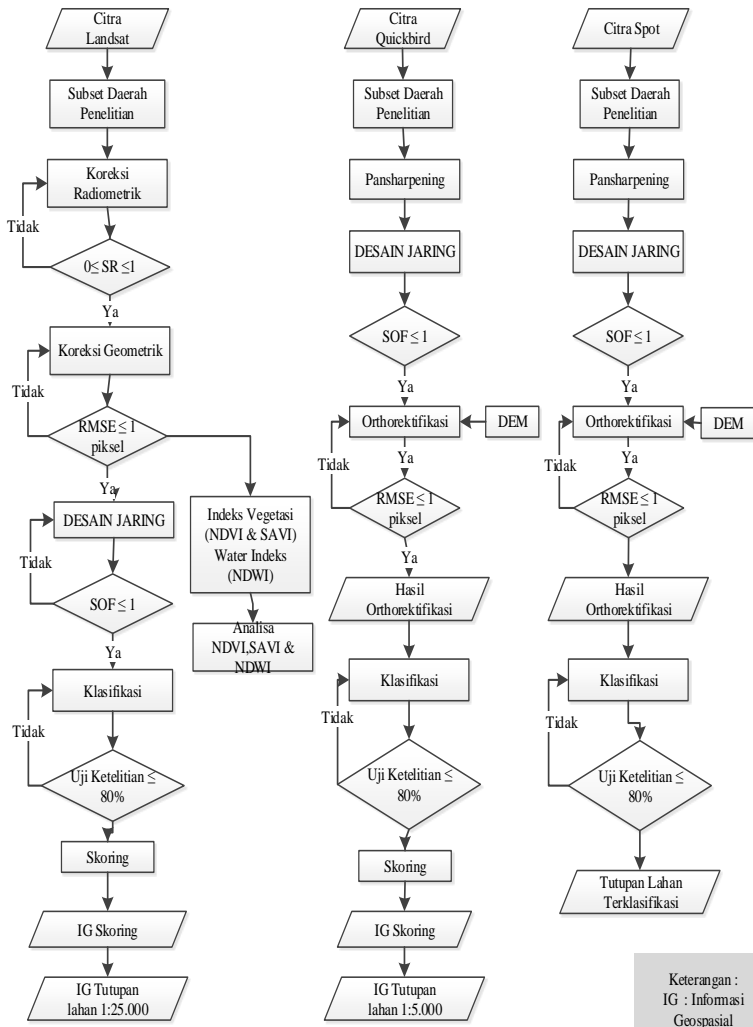 Citra
Landsat
Subset Daerah
Penelitian
Koreksi
Radiometrik
Tidak
0≤ SR ≤1
Ya
Koreksi Geometrik
Tidak
RMSE ≤ 1
piksel
Ya
DESAIN JARING
Tidak
SOF ≤ 1
Ya
Klasifikasi
Tidak
Uji Ketelitian ≤
80%
Skoring
IG Skoring
IG Tutupan
lahan 1:25.000
Indeks Vegetasi
(NDVI & SAVI)
Water Indeks
(NDWI)
Analisa
NDVI,SAVI &
NDWI
Citra
Quickbird
Subset Daerah
Penelitian
Pansharpening
DESAIN JARING
SOF ≤ 1
Ya
Orthorektifikasi
DEM
Ya
Tidak
RMSE ≤ 1
piksel
Ya
Hasil
Orthorektifikasi
Klasifikasi
Tidak
Uji Ketelitian ≤
80%
Skoring
IG Skoring
IG Tutupan
lahan 1:5.000
Citra Spot
Subset Daerah
Penelitian
Pansharpening
DESAIN JARING
SOF ≤ 1
Ya
Orthorektifikasi
DEM
Ya
Tidak
RMSE ≤ 1
piksel
Hasil
Orthorektifikasi
Klasifikasi
Tidak
Uji Ketelitian ≤
80%
Tutupan Lahan
Terklasifikasi
Keterangan :
IG : Informasi
Geospasial